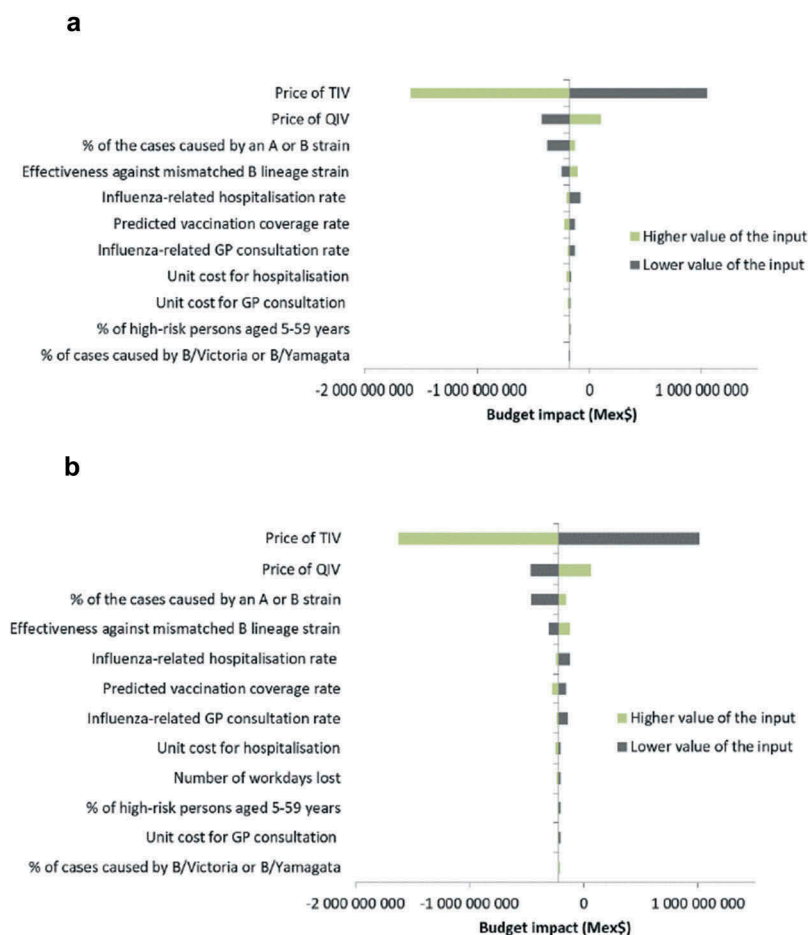 a
Price of TIV
Price of QIV
% of the cases caused by an A or B strain
Effectiveness against mismatched B lineage strain
Influenza-related hospitalisation rate
Predicted vaccination coverage rate
Influenza-related GP consultation rate
Unit cost for hospitalisation
Unit cost for GP consultation
% of high-risk persons aged 5-59 years
% of cases caused by B/Victoria or B/Yamagata
Higher value of the input
Lower value of the input
-2 000 000 000 -1 000 000 000 0 1 000 000 000
Budget impact (Mex$)
b
Price of TIV
Price of QIV
% of the cases caused by an A or B strain
Effectiveness against mismatched B lineage strain
Influenza-related hospitalisation rate
Predicted vaccination coverage rate
Influenza-related GP consultation rate
Unit cost for hospitalisation
Number of workdays lost
% of high-risk persons aged 5-59 years
Unit cost for GP consultation
% of cases caused by B/Victoria or B/Yamagata
Higher value of the input
Lower value of the input
-2 000 000 000 -1 000 000 000 0 1 000 000 000
Budget impact (Mex$)